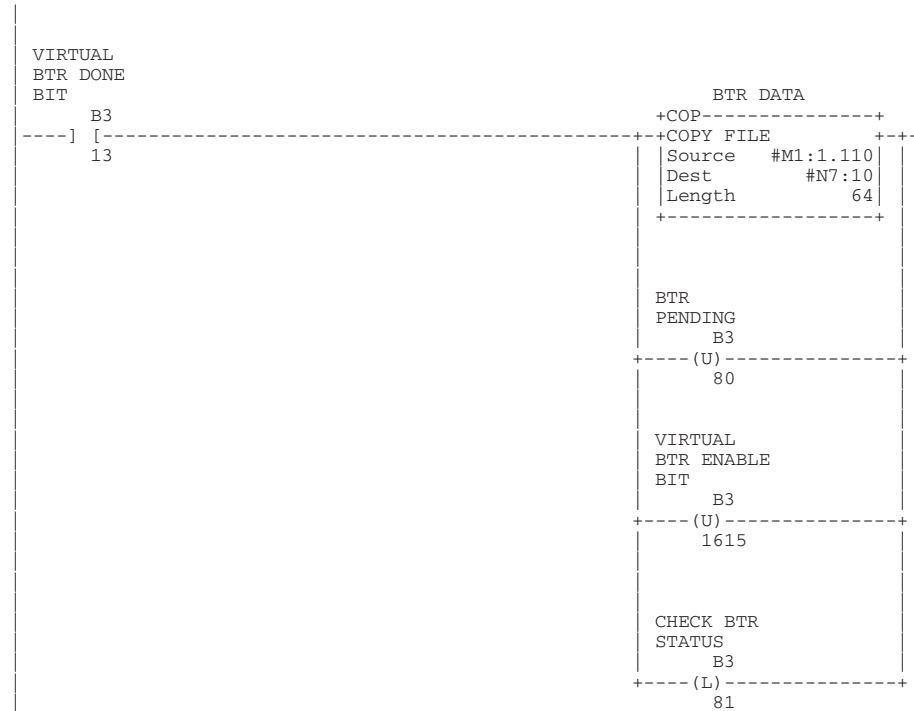 VIRTUAL
BTR DONE
BIT BTR DATA
B3 +COP----------------+
----] [--------------------------------------------------+-+COPY FILE +-+-
13 Source #M1:1.110
Dest #N7:10
Length 64
+------------------+
BTR
PENDING
B3
+----(U)---------------+
80
VIRTUAL
BTR ENABLE
BIT
B3
+----(U)---------------+
1615
CHECK BTR
STATUS
B3
+----(L)---------------+
81